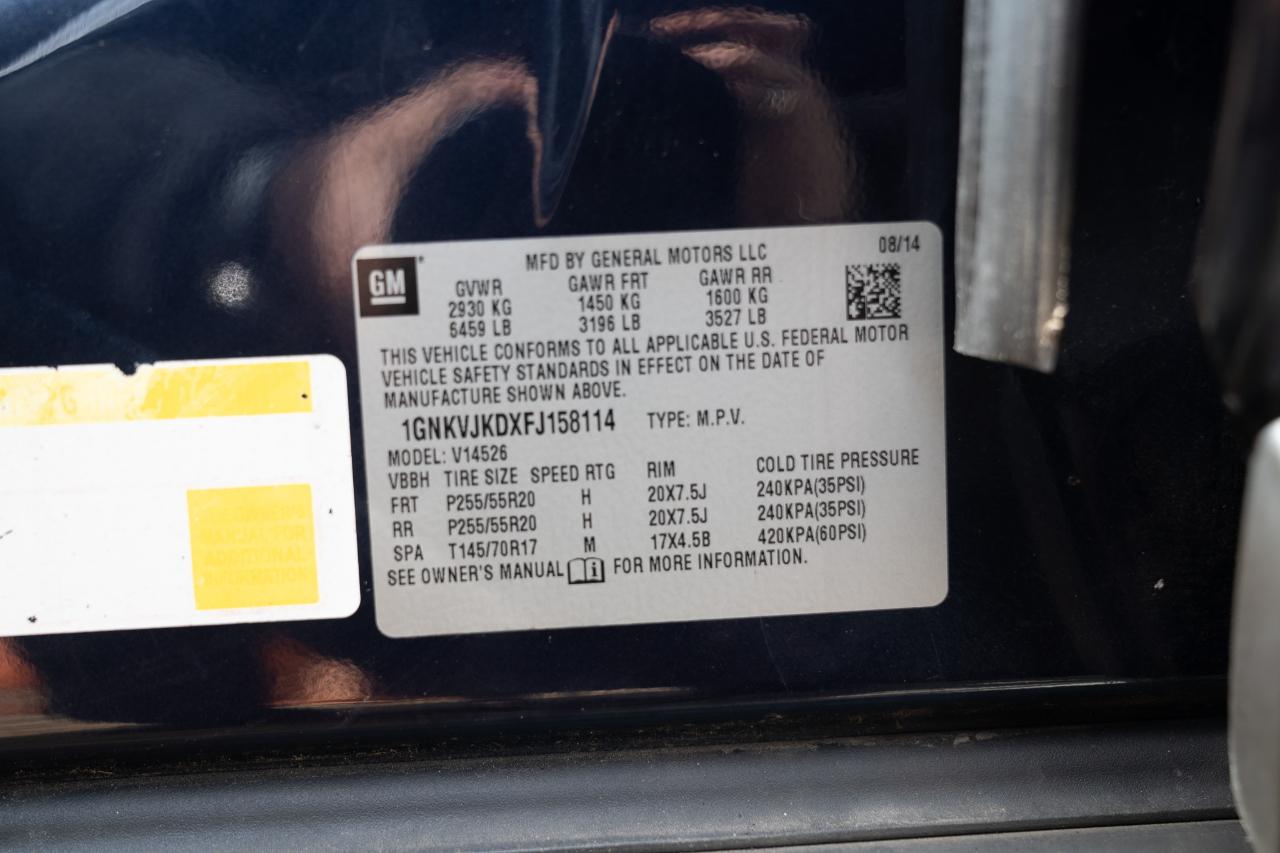 GM
MFD BY GENERAL MOTORS LLC
08/14
GVWR GAWR FRT GAWR RR
2930 KG 1450 KG 1600 KG
6459 LB 3196 LB 3527 LB
THIS VEHICLE CONFORMS TO ALL APPLICABLE U.S. FEDERAL MOTOR
VEHICLE SAFETY STANDARDS IN EFFECT ON THE DATE OF
MANUFACTURE SHOWN ABOVE.
1GNKVJKDXFJ158114 TYPE: M.P.V.
MODEL: V14526
VBBH TIRE SIZE SPEED RTG RIM COLD TIRE PRESSURE
FRT P255/55R20 H 20X7.5J 240KPA(35PSI)
RR P255/55R20 H 20X7.5J 240KPA(35PSI)
SPA T145/70R17 M 17X4.5B 420KPA(60PSI)
SEE OWNER'S MANUAL FOR MORE INFORMATION.
MANUAL FOR
ADDITIONAL
INFORMATION